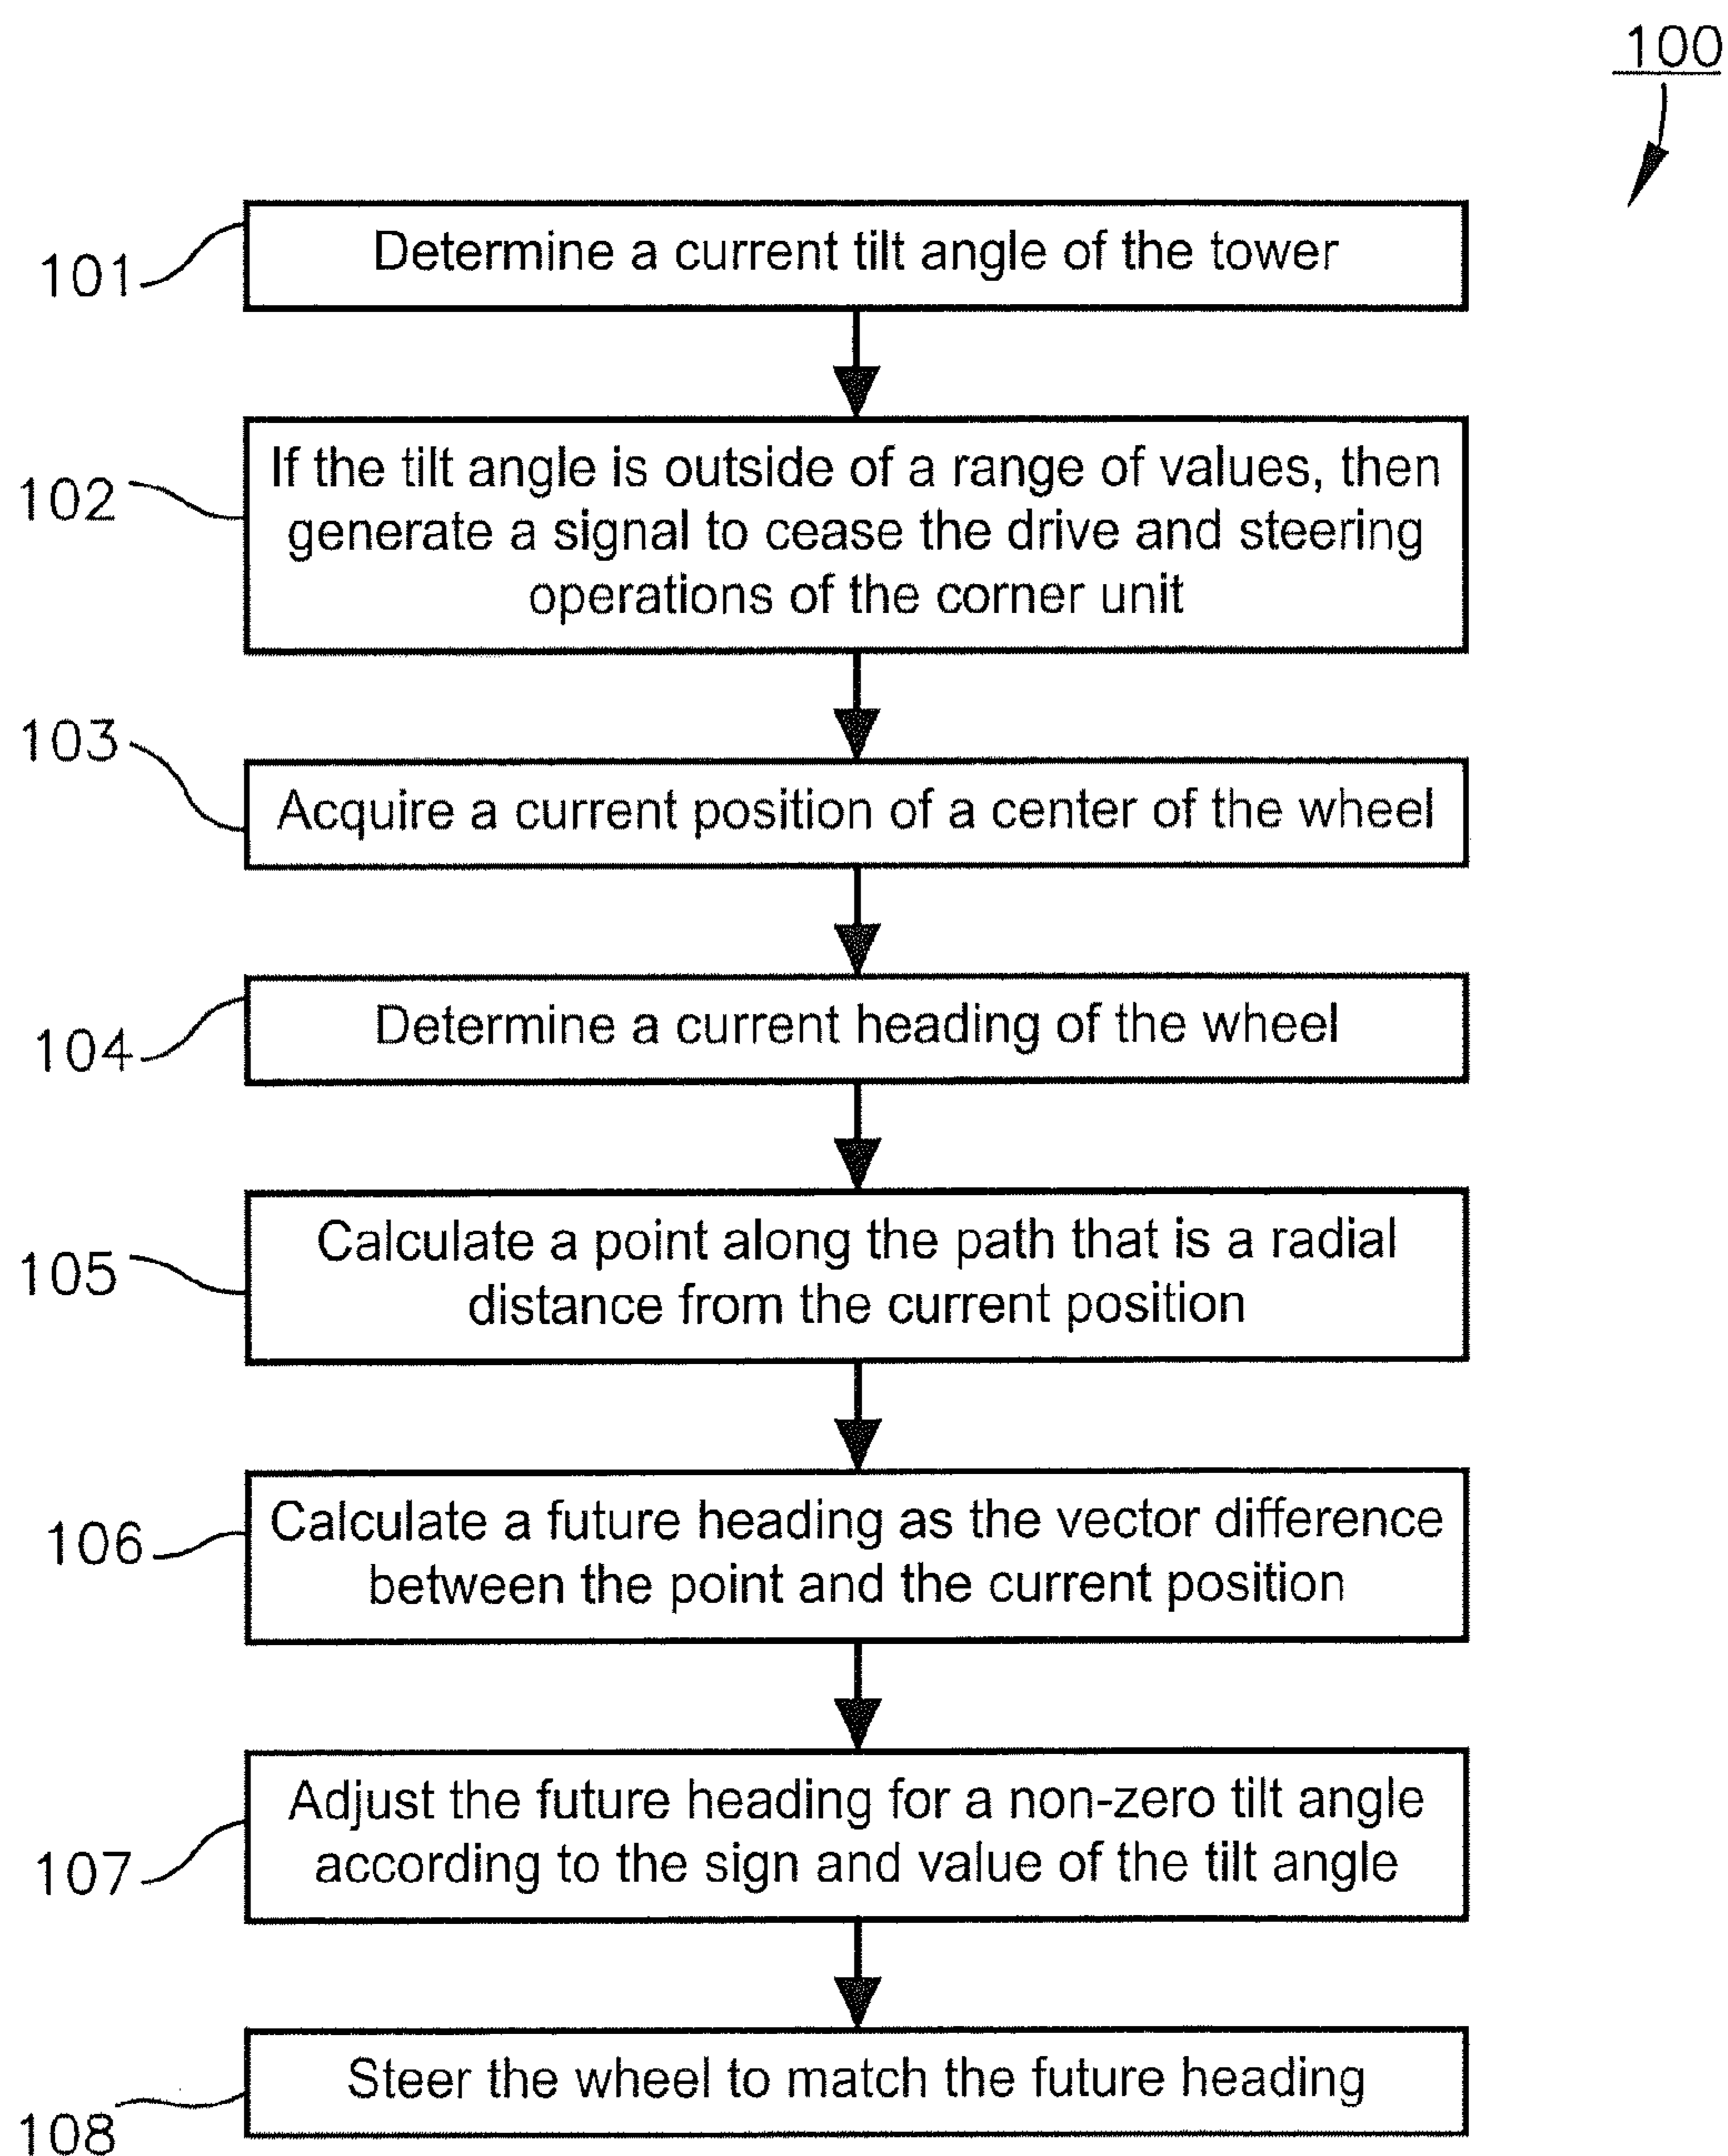 100
101
Determine a current tilt angle of the tower
102
If the tilt angle is outside of a range of values, then
generate a signal to cease the drive and steering
operations of the corner unit
103
Acquire a current position of a center of the wheel
104
Determine a current heading of the wheel
105
Calculate a point along the path that is a radial
distance from the current position
106
Calculate a future heading as the vector difference
between the point and the current position
107
Adjust the future heading for a non-zero tilt angle
according to the sign and value of the tilt angle
108
Steer the wheel to match the future heading